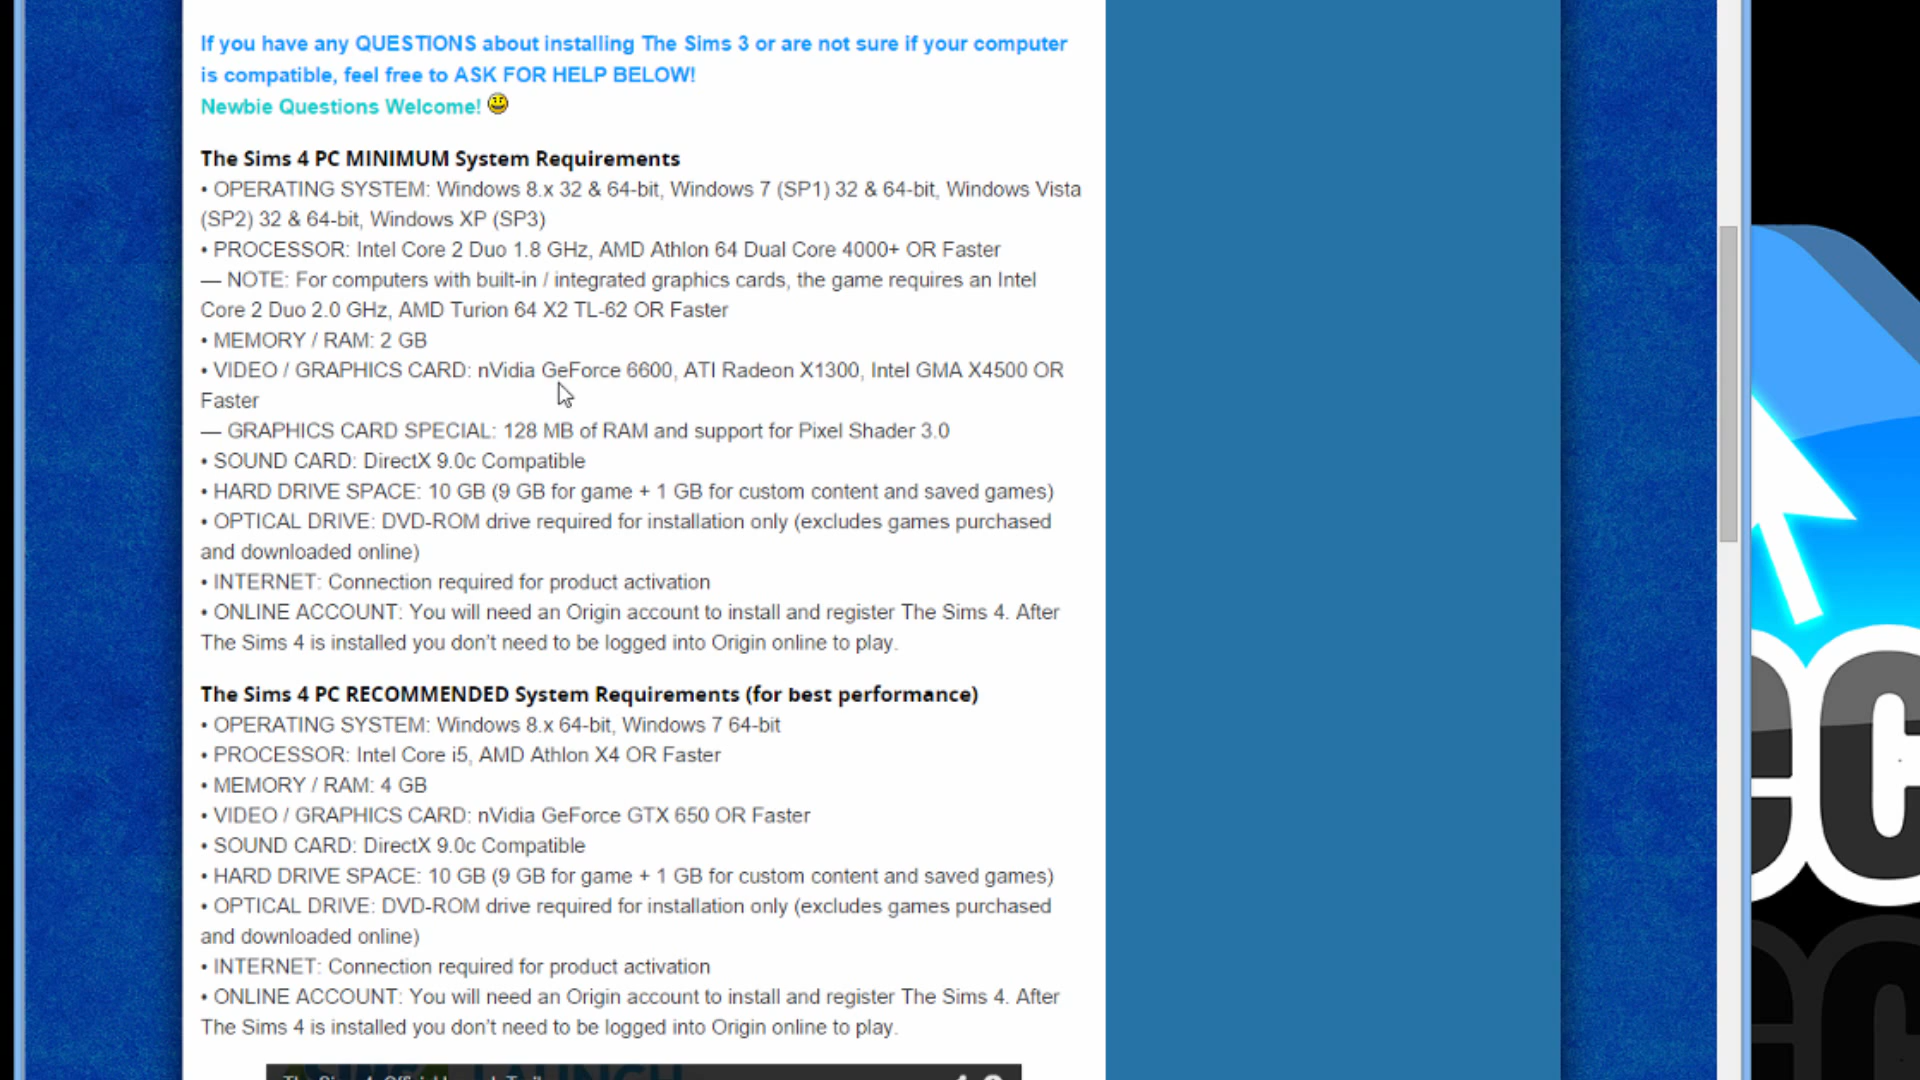 If you have any QUESTIONS about installing The Sims 3 or are not sure if your computer
is compatible, feel free to ASK FOR HELP BELOW!
Newbie Questions Welcome!
The Sims 4 PC MINIMUM System Requirements
• OPERATING SYSTEM: Windows 8.x 32 & 64-bit, Windows 7 (SP1) 32 & 64-bit, Windows Vista
(SP2) 32 & 64-bit, Windows XP (SP3)
• PROCESSOR: Intel Core 2 Duo 1.8 GHz, AMD Athlon 64 Dual Core 4000+ OR Faster
— NOTE: For computers with built-in / integrated graphics cards, the game requires an Intel
Core 2 Duo 2.0 GHz, AMD Turion 64 X2 TL-62 OR Faster
• MEMORY / RAM: 2 GB
• VIDEO / GRAPHICS CARD: nVidia GeForce 6600, ATI Radeon X1300, Intel GMA X4500 OR
Faster
— GRAPHICS CARD SPECIAL: 128 MB of RAM and support for Pixel Shader 3.0
• SOUND CARD: DirectX 9.0c Compatible
• HARD DRIVE SPACE: 10 GB (9 GB for game + 1 GB for custom content and saved games)
• OPTICAL DRIVE: DVD-ROM drive required for installation only (excludes games purchased
and downloaded online)
• INTERNET: Connection required for product activation
• ONLINE ACCOUNT: You will need an Origin account to install and register The Sims 4. After
The Sims 4 is installed you don't need to be logged into Origin online to play.
The Sims 4 PC RECOMMENDED System Requirements (for best performance)
• OPERATING SYSTEM: Windows 8.x 64-bit, Windows 7 64-bit
• PROCESSOR: Intel Core i5, AMD Athlon X4 OR Faster
• MEMORY / RAM: 4 GB
• VIDEO / GRAPHICS CARD: nVidia GeForce GTX 650 OR Faster
• SOUND CARD: DirectX 9.0c Compatible
• HARD DRIVE SPACE: 10 GB (9 GB for game + 1 GB for custom content and saved games)
• OPTICAL DRIVE: DVD-ROM drive required for installation only (excludes games purchased
and downloaded online)
• INTERNET: Connection required for product activation
• ONLINE ACCOUNT: You will need an Origin account to install and register The Sims 4. After
The Sims 4 is installed you don't need to be logged into Origin online to play.